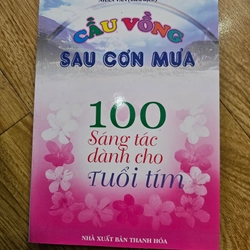 CẦU VỒNG
SAU CƠN MƯA
100
Sáng tác
dành cho
Tuổi tím
NHÀ XUẤT BẢN THANH HÓA